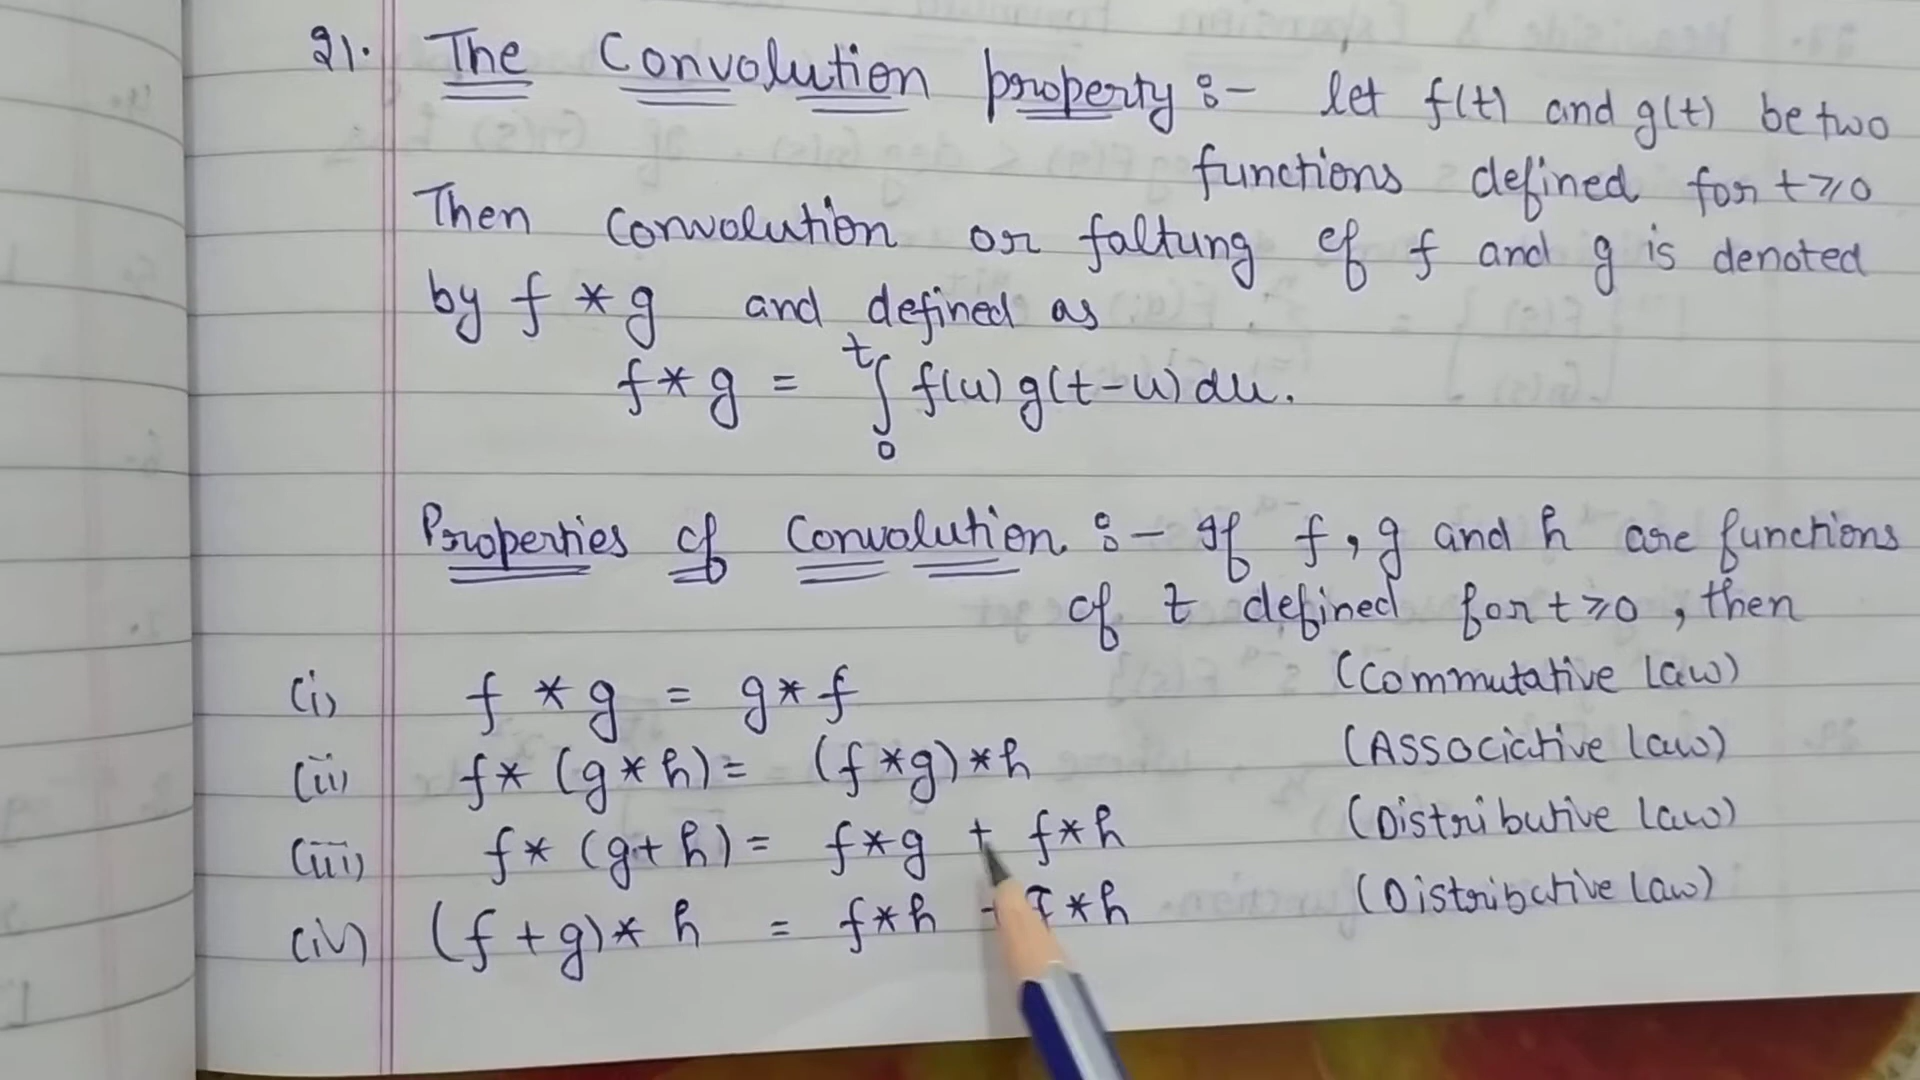 21. The Convolution property :- let f(t) and g(t) be two
functions defined for t≥0
Then convolution or faltung of f and g is denoted
by f * g and defined as
f * g = ∫₀ᵗ f(u) g(t-u) du.
Properties of Convolution :- If f, g and h are functions
of t defined for t≥0, then
(i) f * g = g * f (Commutative law)
(ii) f * (g * h) = (f * g) * h (Associative law)
(iii) f * (g + h) = f * g + f * h (Distributive law)
(iv) (f + g) * h = f * h * h (Distributive law)